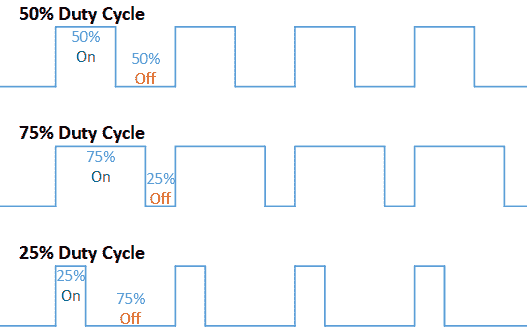 50% Duty Cycle
50%
On
50%
Off
75% Duty Cycle
75%
On
25%
Off
25% Duty Cycle
25%
On
75%
Off